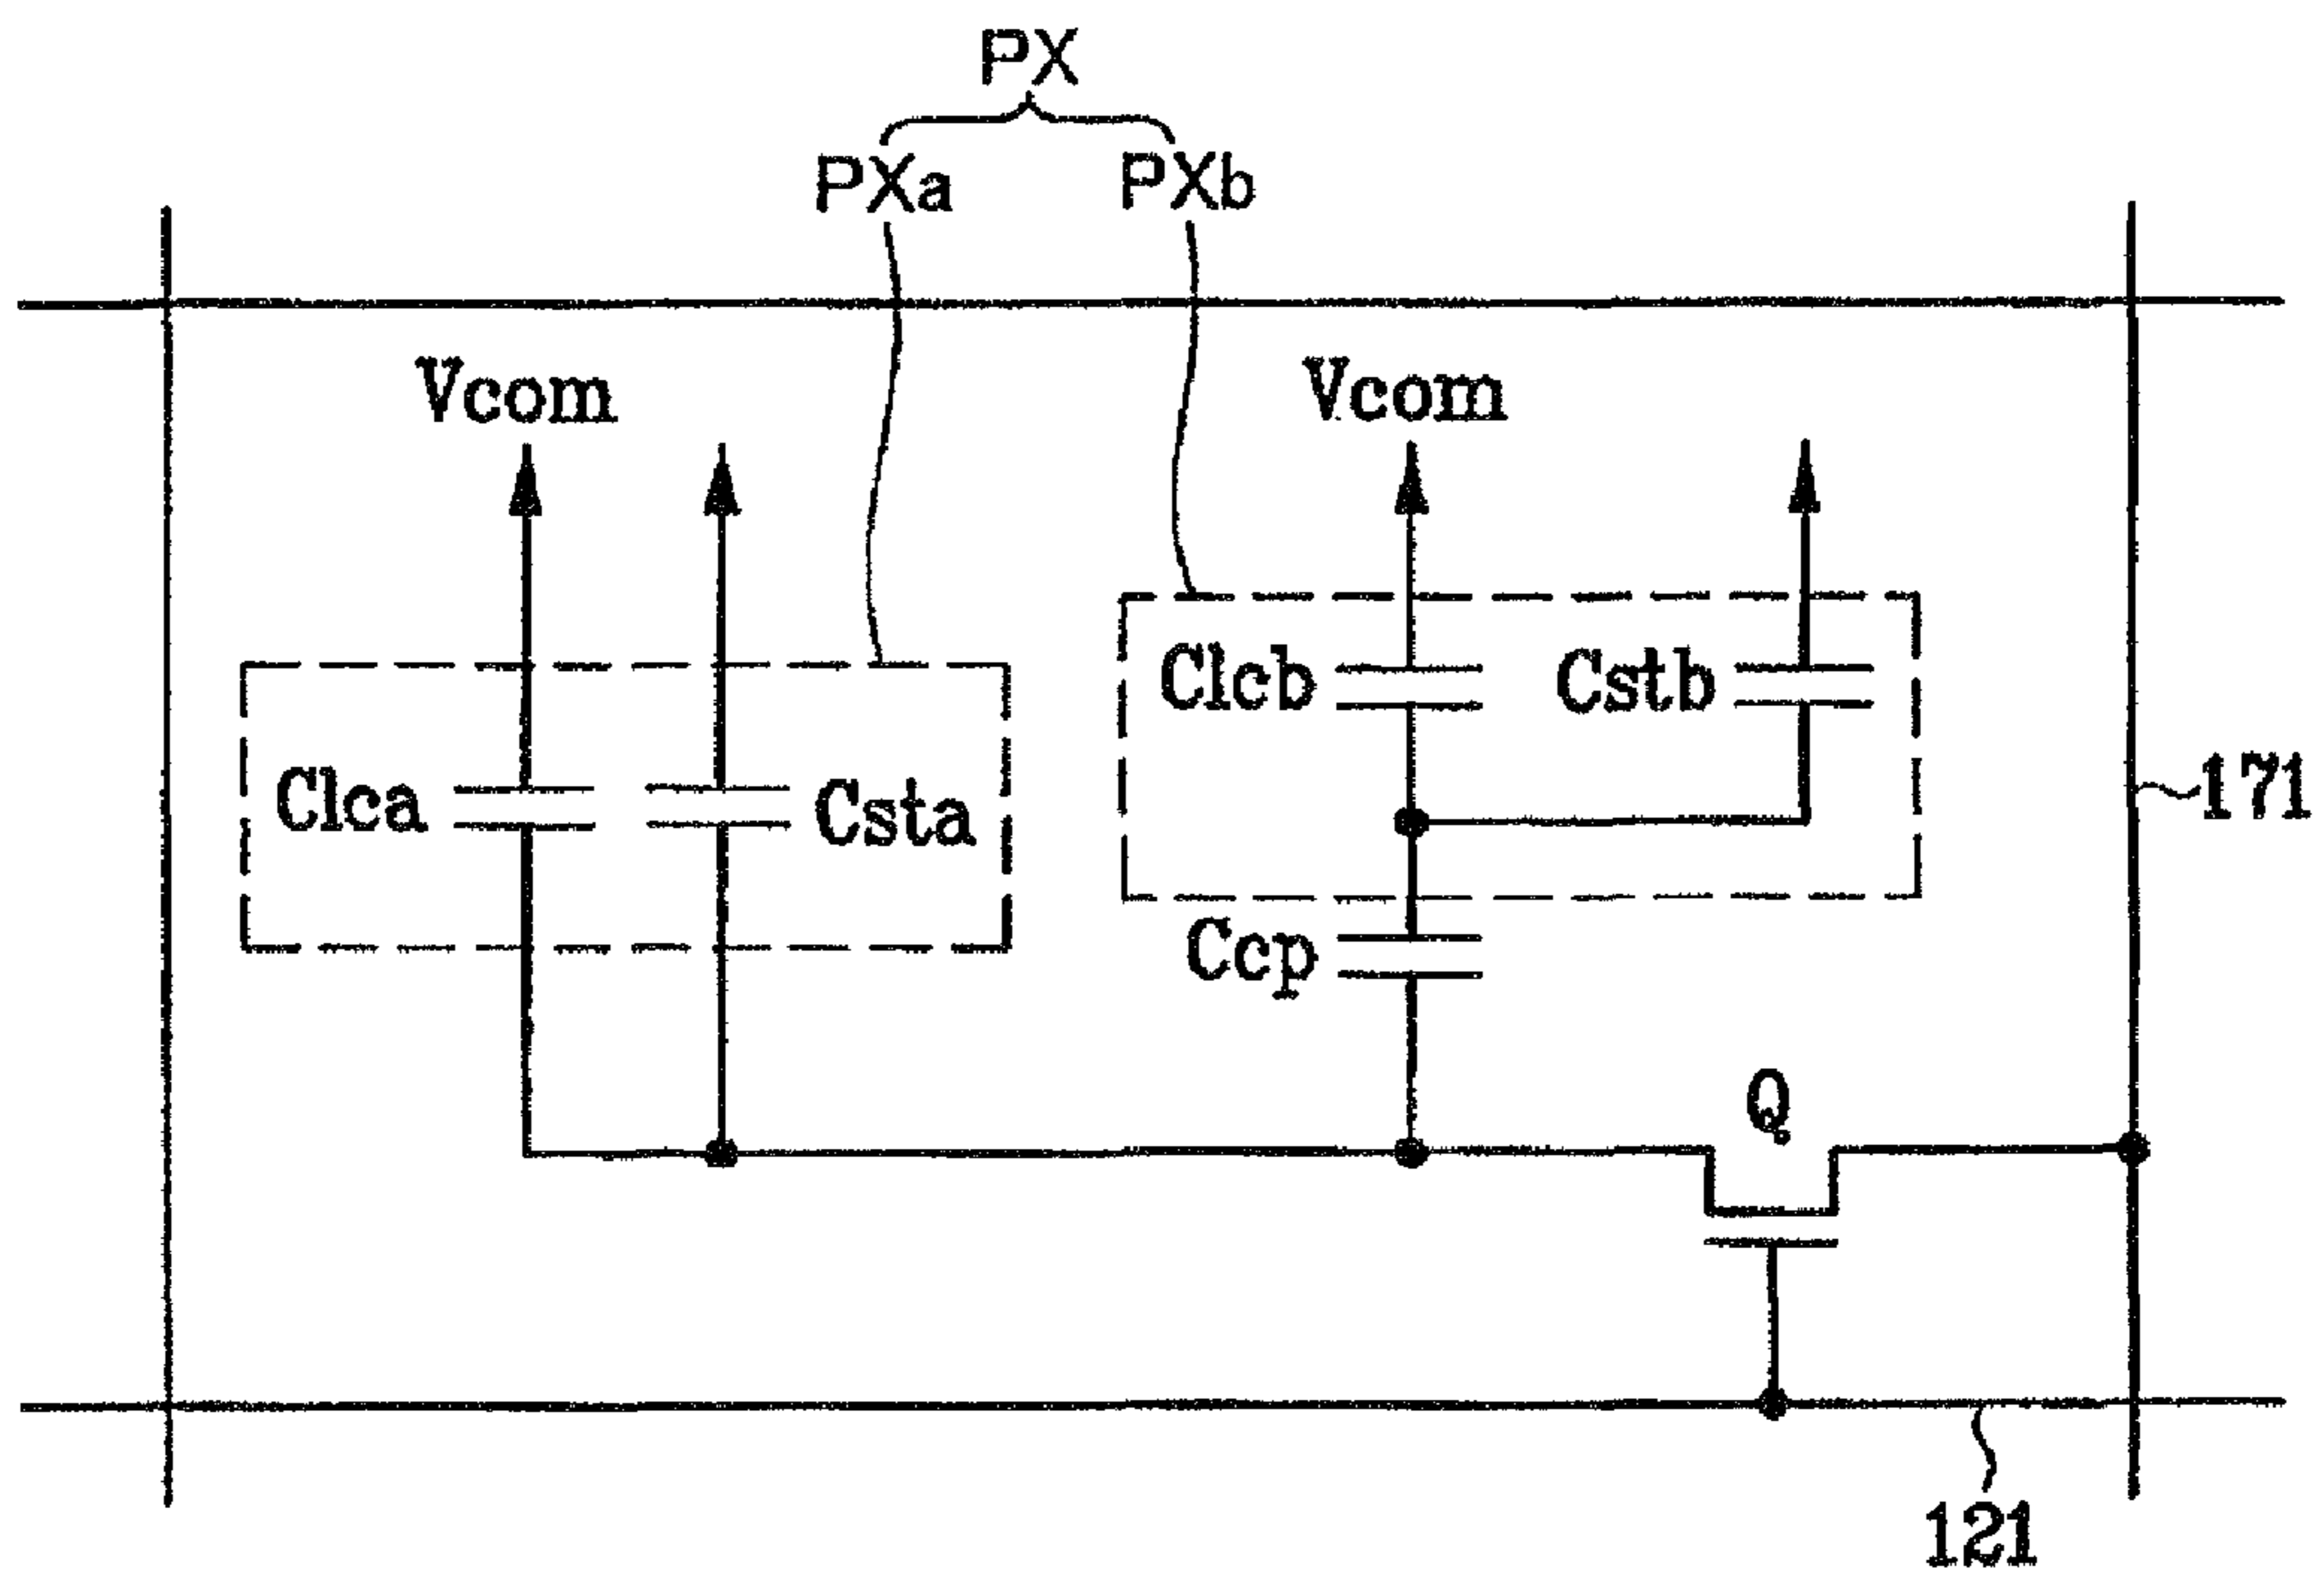 PX
PXa PXb
Vcom Vcom
Clcb Cstb
Clca Csta 171
Ccp
Q
121